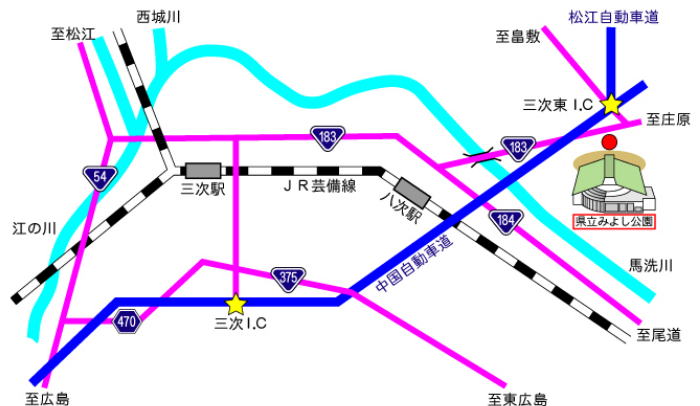 西城川
松江自動車道
至松江
至畠敷
三次東 I.C
至庄原
183
183
54
三次駅
JR芸備線
八次駅
県立みよし公園
184
江の川
中国自動車道
馬洗川
375
470
三次I.C
至尾道
至広島
至東広島